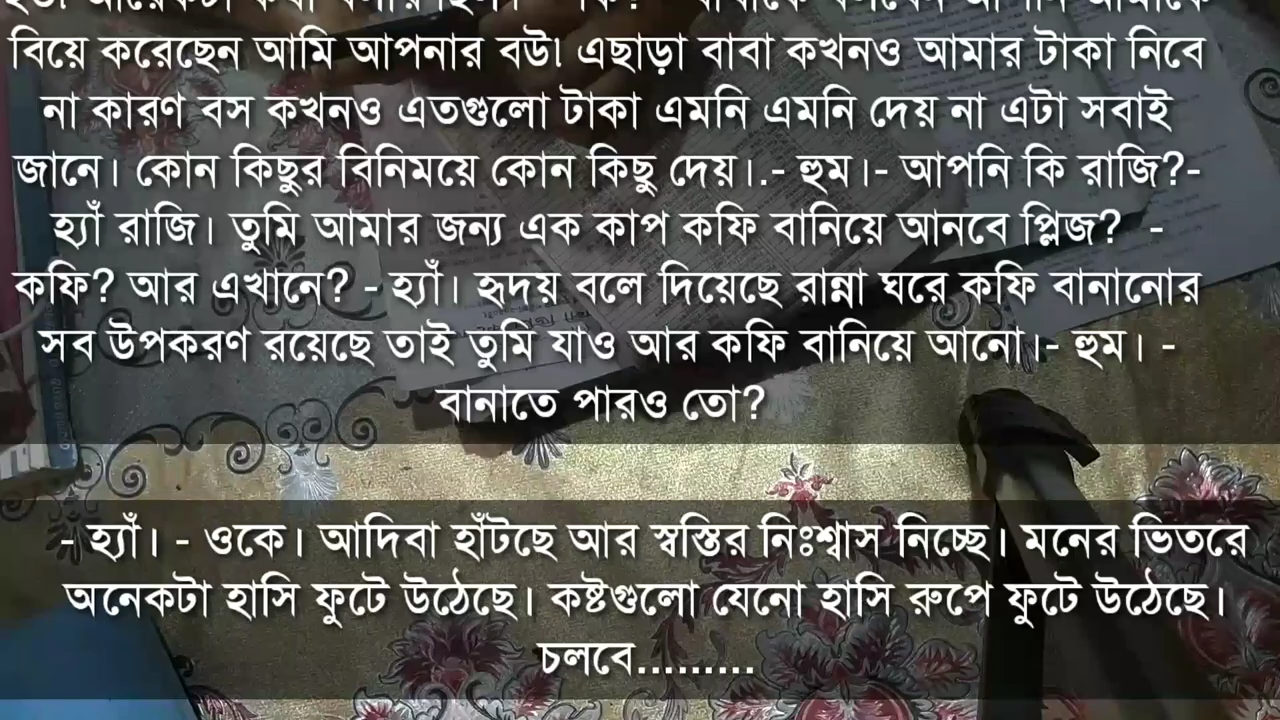 বিয়ে করেছেন আমি আপনার বউ৷ এছাড়া বাবা কখনও আমার টাকা নিবে
না কারণ বস কখনও এতগুলো টাকা এমনি এমনি দেয় না এটা সবাই
জানে। কোন কিছুর বিনিময়ে কোন কিছু দেয়।.- হুম।- আপনি কি রাজি?-
হ্যাঁ রাজি। তুমি আমার জন্য এক কাপ কফি বানিয়ে আনবে প্লিজ? -
কফি? আর এখানে? - হ্যাঁ। হৃদয় বলে দিয়েছে রান্না ঘরে কফি বানানোর
সব উপকরণ রয়েছে তাই তুমি যাও আর কফি বানিয়ে আনো।- হুম। -
বানাতে পারও তো?
- হ্যাঁ। - ওকে। আদিবা হাঁটছে আর স্বস্তির নিঃশ্বাস নিচ্ছে। মনের ভিতরে
অনেকটা হাসি ফুটে উঠেছে। কষ্টগুলো যেনো হাসি রুপে ফুটে উঠেছে।
চলবে.........